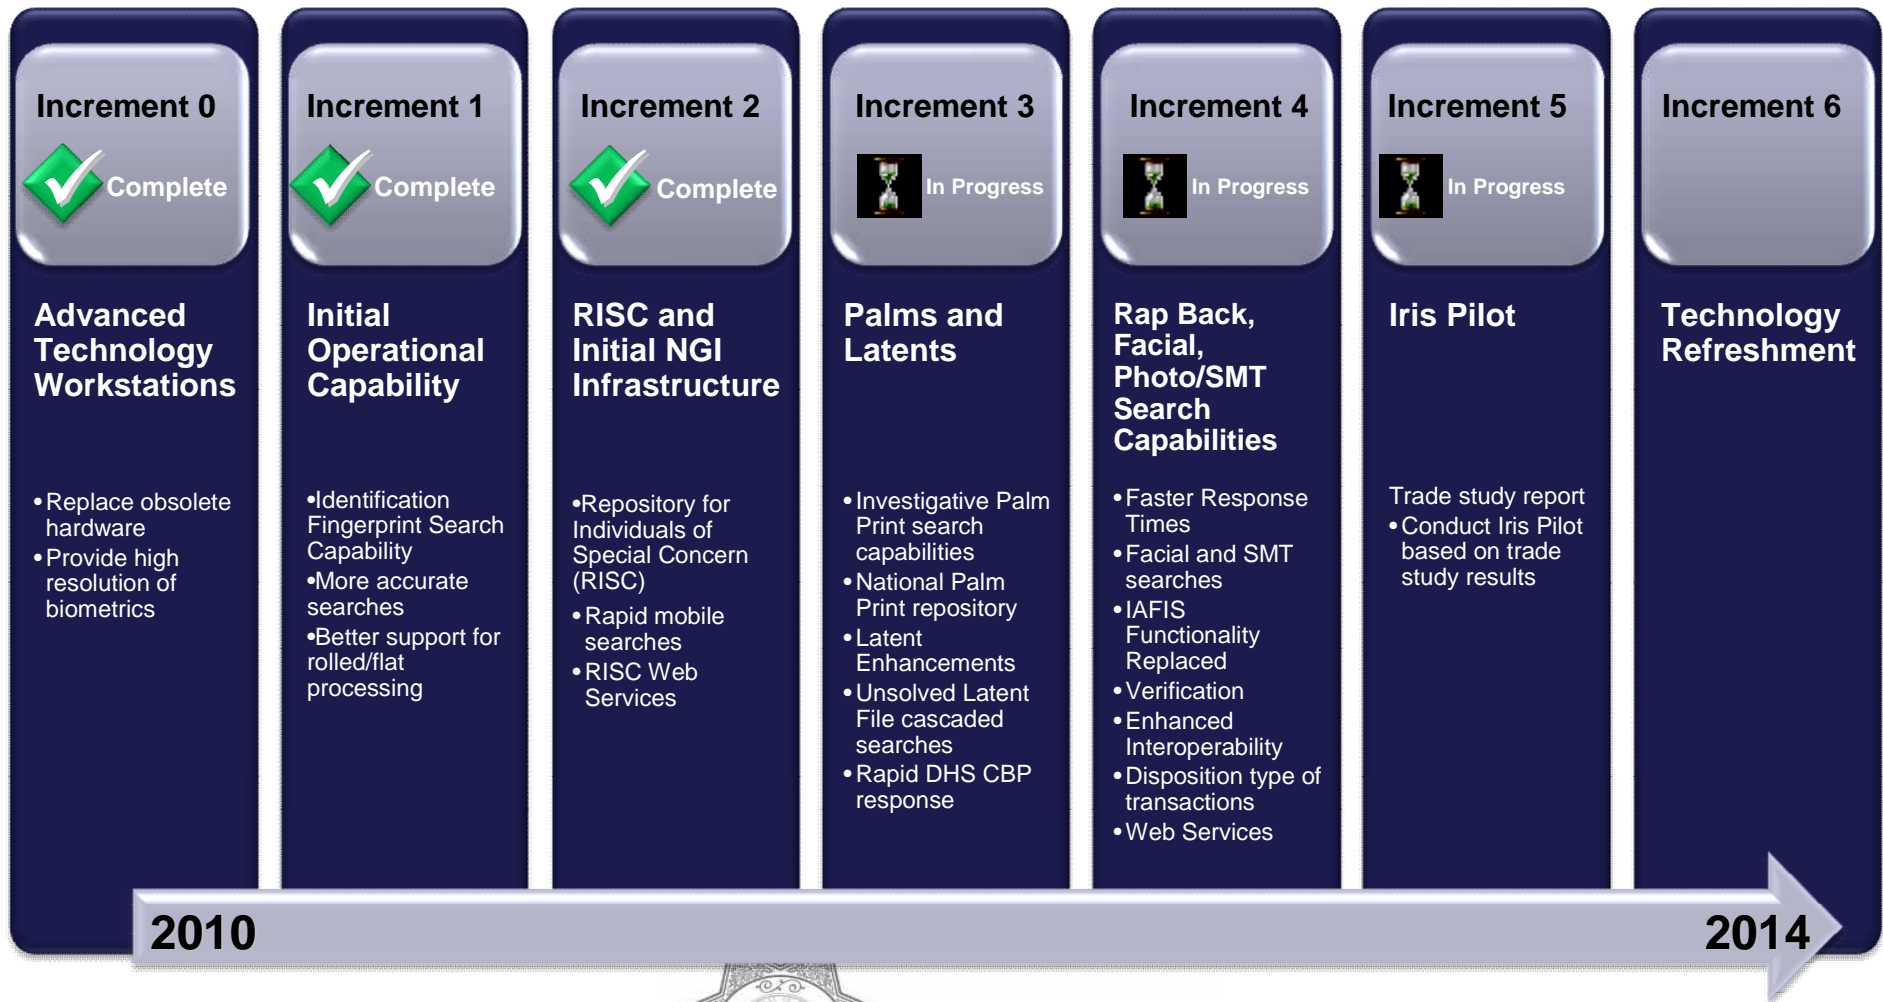 Increment 0
Complete
Advanced
Technology
Workstations
•Replace obsolete
hardware
•Provide high
resolution of
biometrics
Increment 1
Complete
Initial
Operational
Capability
•Identification
Fingerprint Search
Capability
•More accurate
searches
•Better support for
rolled/flat
processing
Increment 2
Complete
RISC and
Initial NGI
Infrastructure
•Repository for
Individuals of
Special Concern
(RISC)
•Rapid mobile
searches
•RISC Web
Services
Increment 3
In Progress
Palms and
Latents
•Investigative Palm
Print search
capabilities
•National Palm
Print repository
•Latent
Enhancements
•Unsolved Latent
File cascaded
searches
•Rapid DHS CBP
response
Increment 4
In Progress
Rap Back,
Facial,
Photo/SMT
Search
Capabilities
•Faster Response
Times
•Facial and SMT
searches
•IAFIS
Functionality
Replaced
•Verification
•Enhanced
Interoperability
•Disposition type of
transactions
•Web Services
Increment 5
In Progress
Iris Pilot
Trade study report
•Conduct Iris Pilot
based on trade
study results
Increment 6
Technology
Refreshment
2010
2014